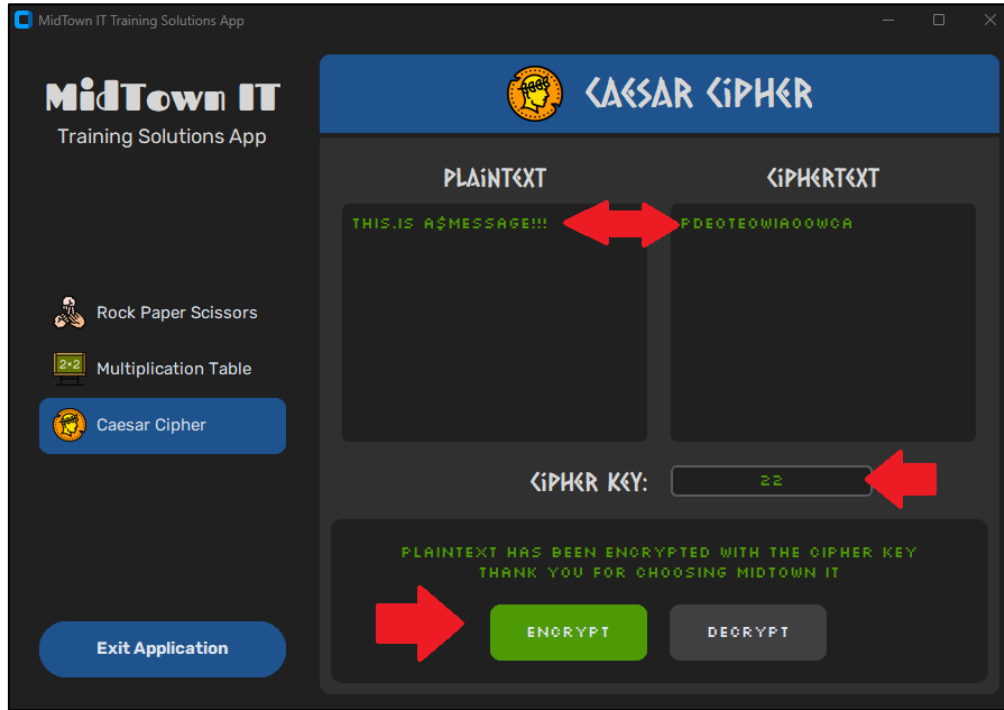 MidTown IT Training Solutions App
MidTown IT
Training Solutions App
Rock Paper Scissors
2×2
Multiplication Table
Caesar Cipher
Exit Application
CAESAR CiPHER
PLAiNTEXT
CiPHERTEXT
THIS.IS A$MESSAGE!!!
PDEOTEOWIAOOWCA
CiPHER KEY:
22
PLAINTEXT HAS BEEN ENCRYPTED WITH THE CIPHER KEY
THANK YOU FOR CHOOSING MIDTOWN IT
ENCRYPT
DECRYPT